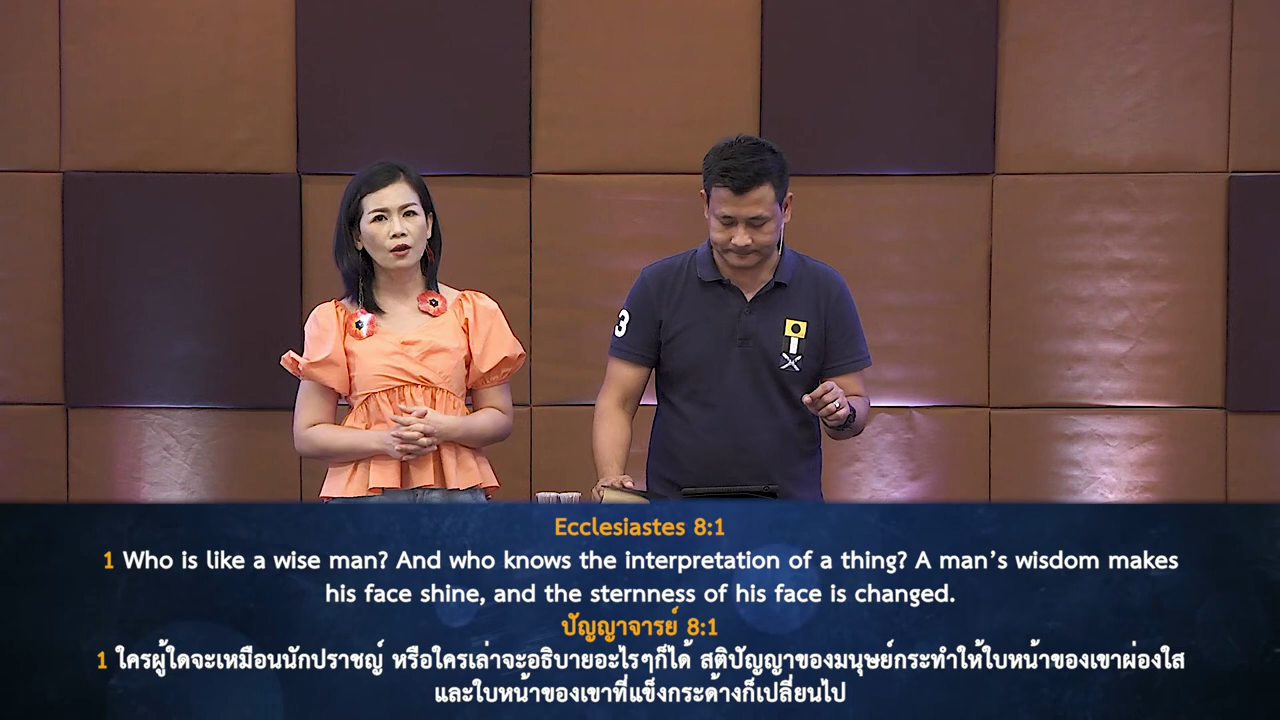 3
Ecclesiastes 8:1
1 Who is like a wise man? And who knows the interpretation of a thing? A man's wisdom makes
his face shine, and the sternness of his face is changed.
ปัญญาจารย์ 8:1
1 ใครผู้ใดจะเหมือนนักปราชญ์ หรือใครเล่าจะอธิบายอะไรๆก็ได้ สติปัญญาของมนุษย์กระทำให้ใบหน้าของเขาผ่องใส
และใบหน้าของเขาที่แข็งกระด้างก็เปลี่ยนไป